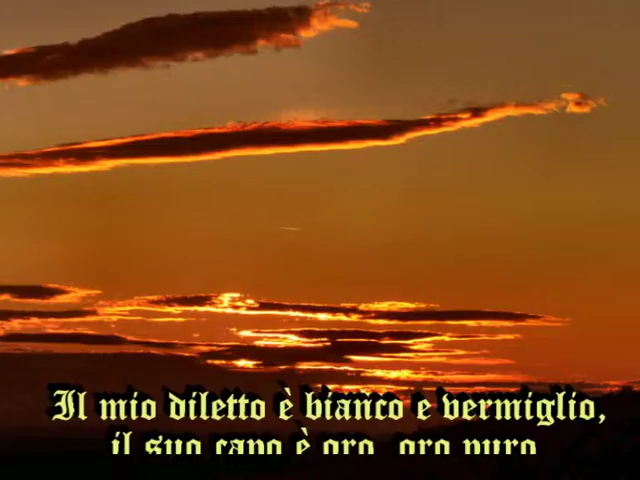 Il mio diletto è bianco e vermiglio,
il suo capo è oro, oro puro